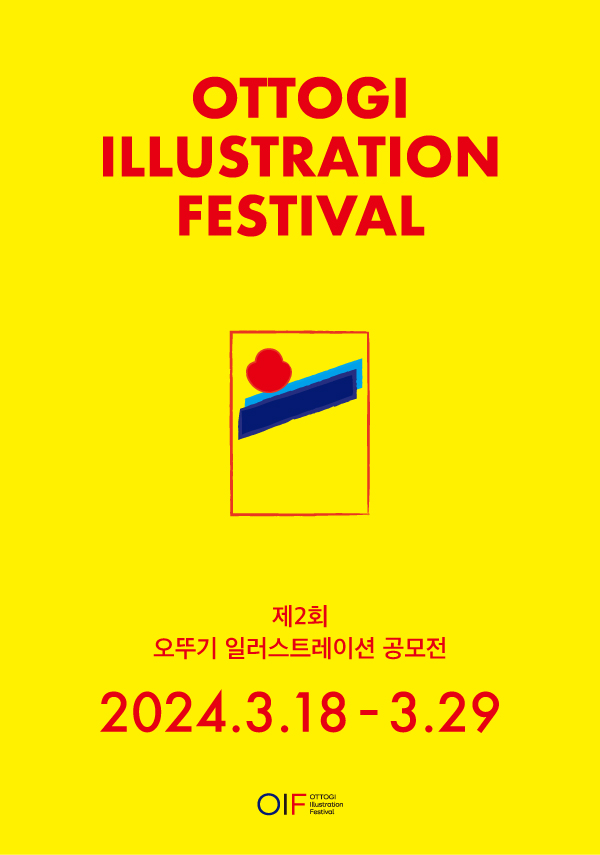 OTTOGI
ILLUSTRATION
FESTIVAL
제2회
오뚜기 일러스트레이션 공모전
2024.3.18 - 3.29
OIF
OTTOGI
Illustration
Festival